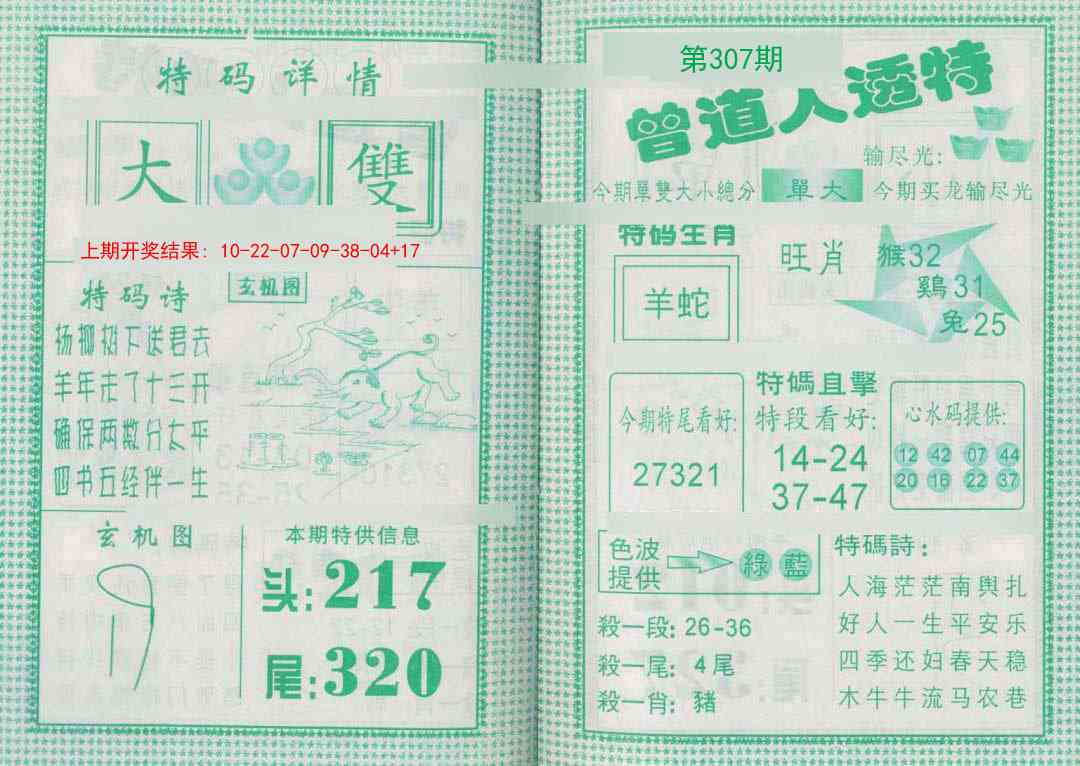 特码详情
大 雙
上期开奖结果：10-22-07-09-38-04+17
特码诗
杨柳树下送君去
羊年走了十三开
确保两数分太平
四书五经伴一生
玄机图
玄机图
本期特供信息
头:217
尾:320
第307期
曾道人透特
输尽光:
今期單雙大小總分 單大 今期买龙输尽光
特码生肖
羊蛇
旺肖
猴32
鷄31
兔25
今期特尾看好:
27321
特碼直擊
特段看好:
14-24
37-47
心水码提供:
12 42 07 44
20 16 22 37
色波
提供
綠 藍
殺一段: 26-36
殺一尾: 4尾
殺一肖: 豬
特碼詩:
人海茫茫南舆扎
好人一生平安乐
四季还妇春天稳
木牛牛流马农巷